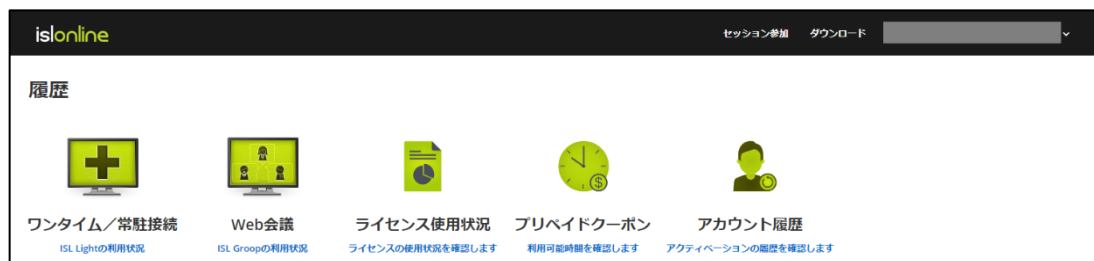 islonline
セッション参加 ダウンロード
履歴
ワンタイム／常駐接続 Web会議 ライセンス使用状況 プリペイドクーポン アカウント履歴
ISL Lightの利用状況 ISL Groopの利用状況 ライセンスの使用状況を確認します 利用可能時間を確認します アクティベーションの履歴を確認します